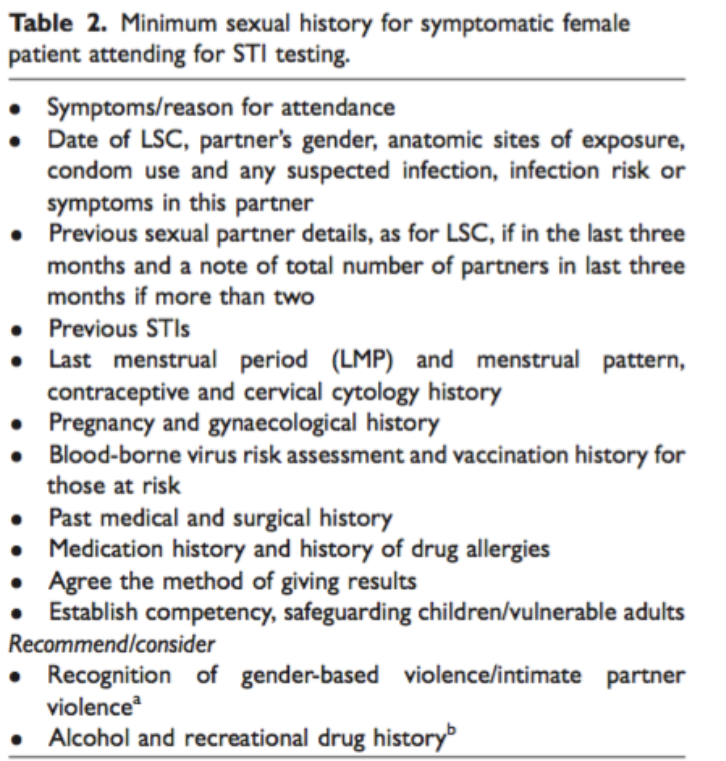 Table 2. Minimum sexual history for symptomatic female
patient attending for STI testing.
• Symptoms/reason for attendance
• Date of LSC, partner's gender, anatomic sites of exposure,
condom use and any suspected infection, infection risk or
symptoms in this partner
• Previous sexual partner details, as for LSC, if in the last three
months and a note of total number of partners in last three
months if more than two
• Previous STIs
• Last menstrual period (LMP) and menstrual pattern,
contraceptive and cervical cytology history
• Pregnancy and gynaecological history
• Blood-borne virus risk assessment and vaccination history for
those at risk
• Past medical and surgical history
• Medication history and history of drug allergies
• Agree the method of giving results
• Establish competency, safeguarding children/vulnerable adults
Recommend/consider
• Recognition of gender-based violence/intimate partner
violenceᵃ
• Alcohol and recreational drug historyᵇ